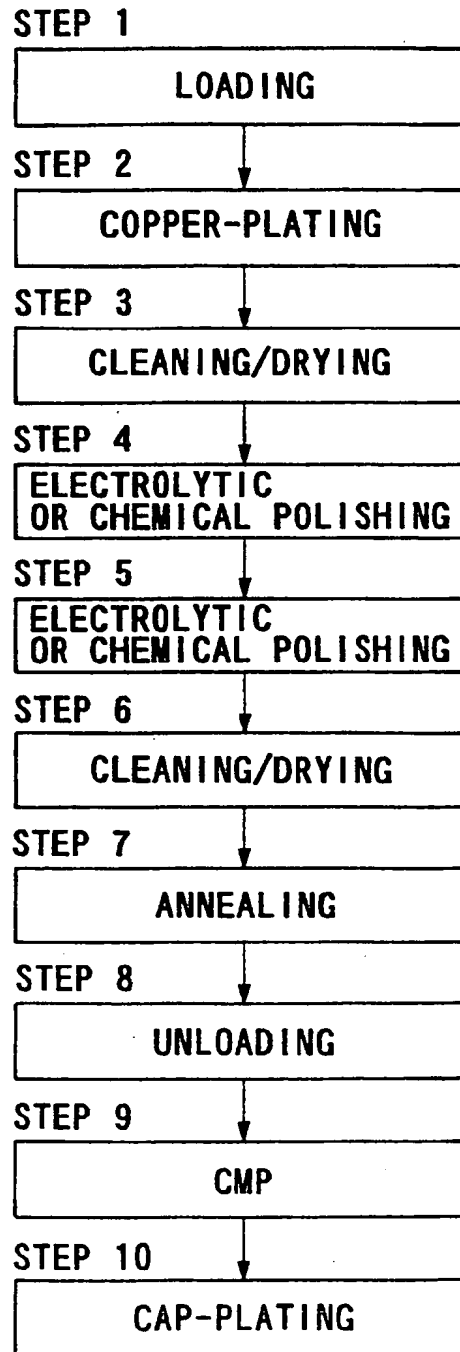 STEP 1
LOADING
STEP 2
COPPER-PLATING
STEP 3
CLEANING/DRYING
STEP 4
ELECTROLYTIC
OR CHEMICAL POLISHING
STEP 5
ELECTROLYTIC
OR CHEMICAL POLISHING
STEP 6
CLEANING/DRYING
STEP 7
ANNEALING
STEP 8
UNLOADING
STEP 9
CMP
STEP 10
CAP-PLATING